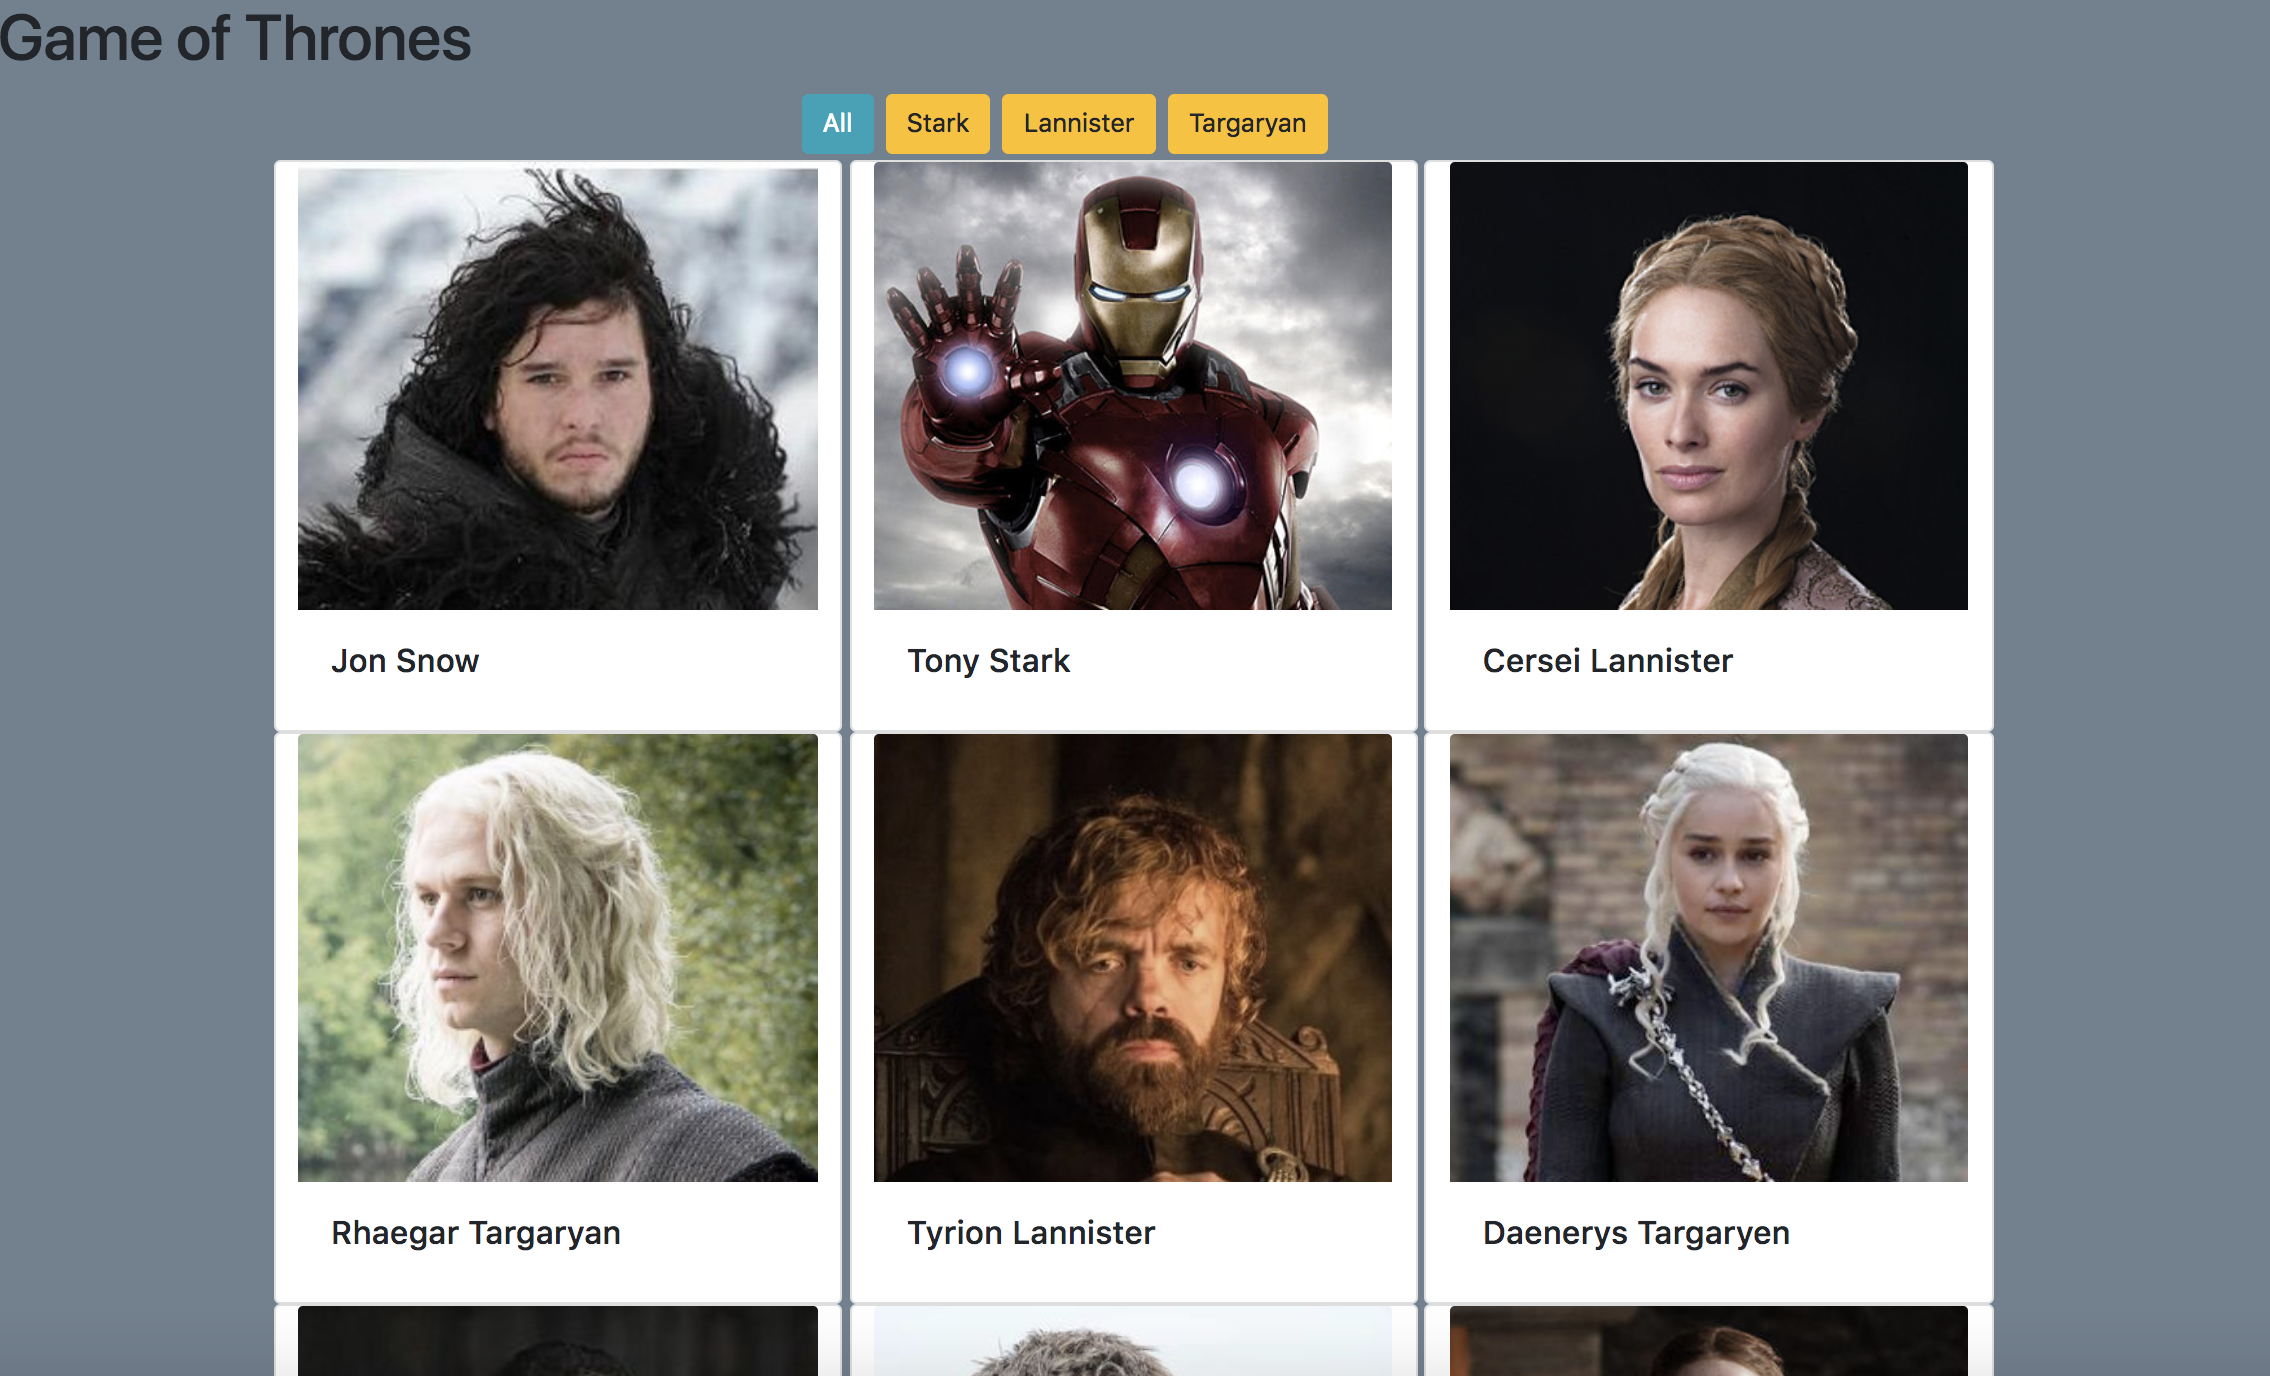 Game of Thrones
All Stark Lannister Targaryan
Jon Snow Tony Stark Cersei Lannister
Rhaegar Targaryan Tyrion Lannister Daenerys Targaryen